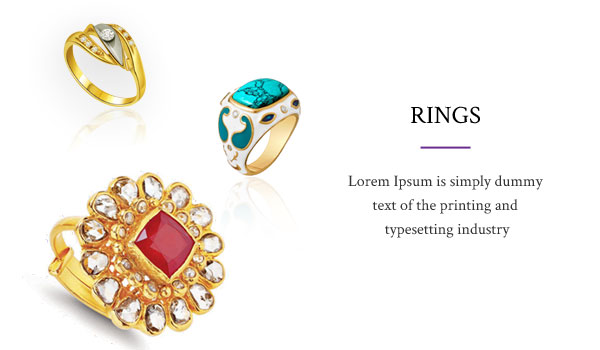 RINGS
Lorem Ipsum is simply dummy
text of the printing and
typesetting industry